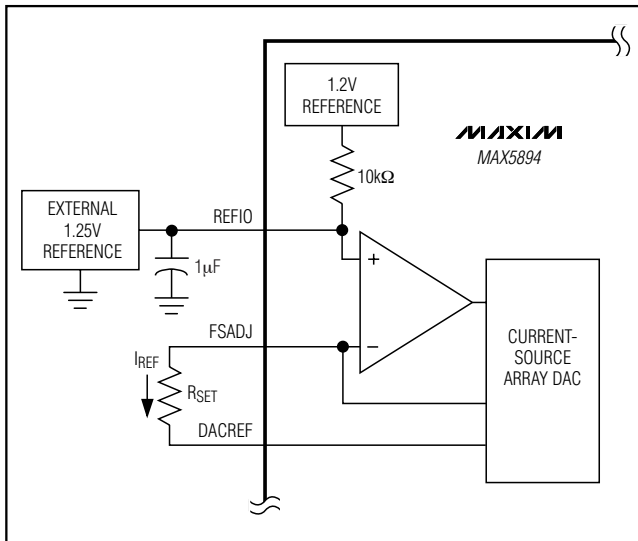 1.2V
REFERENCE
MAXIM
MAX5894
10kΩ
EXTERNAL
1.25V
REFERENCE
REFIO
1µF
+
FSADJ
−
CURRENT-
SOURCE
ARRAY DAC
IREF
RSET
DACREF